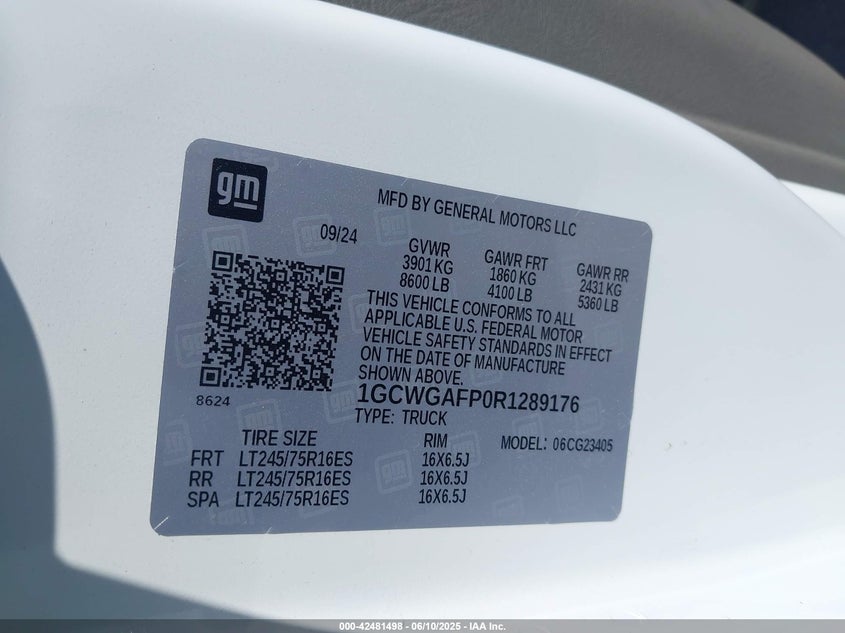 gm
MFD BY GENERAL MOTORS LLC
09/24
GVWR GAWR FRT GAWR RR
3901 KG 1860 KG 2431 KG
8600 LB 4100 LB 5360 LB
THIS VEHICLE CONFORMS TO ALL
APPLICABLE U.S. FEDERAL MOTOR
VEHICLE SAFETY STANDARDS IN EFFECT
ON THE DATE OF MANUFACTURE
SHOWN ABOVE.
8624
1GCWGAFP0R1289176
TYPE: TRUCK
TIRE SIZE RIM MODEL: 06CG23405
FRT LT245/75R16ES 16X6.5J
RR LT245/75R16ES 16X6.5J
SPA LT245/75R16ES 16X6.5J
000-42481498 - 06/10/2025 - IAA Inc.